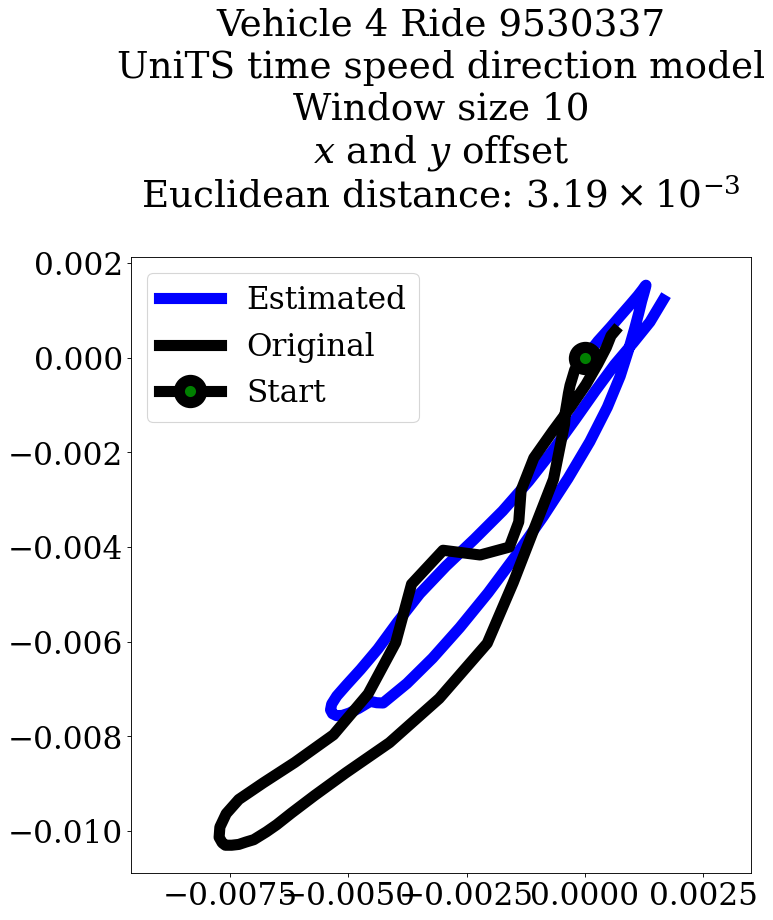 Vehicle 4 Ride 9530337
UniTS time speed direction model
Window size 10
x and y offset
Euclidean distance: 3.19 × 10⁻³
0.002
0.000
−0.002
−0.004
−0.006
−0.008
−0.010
Estimated
Original
Start
−0.0075 −0.0050 −0.0025 0.0000 0.0025